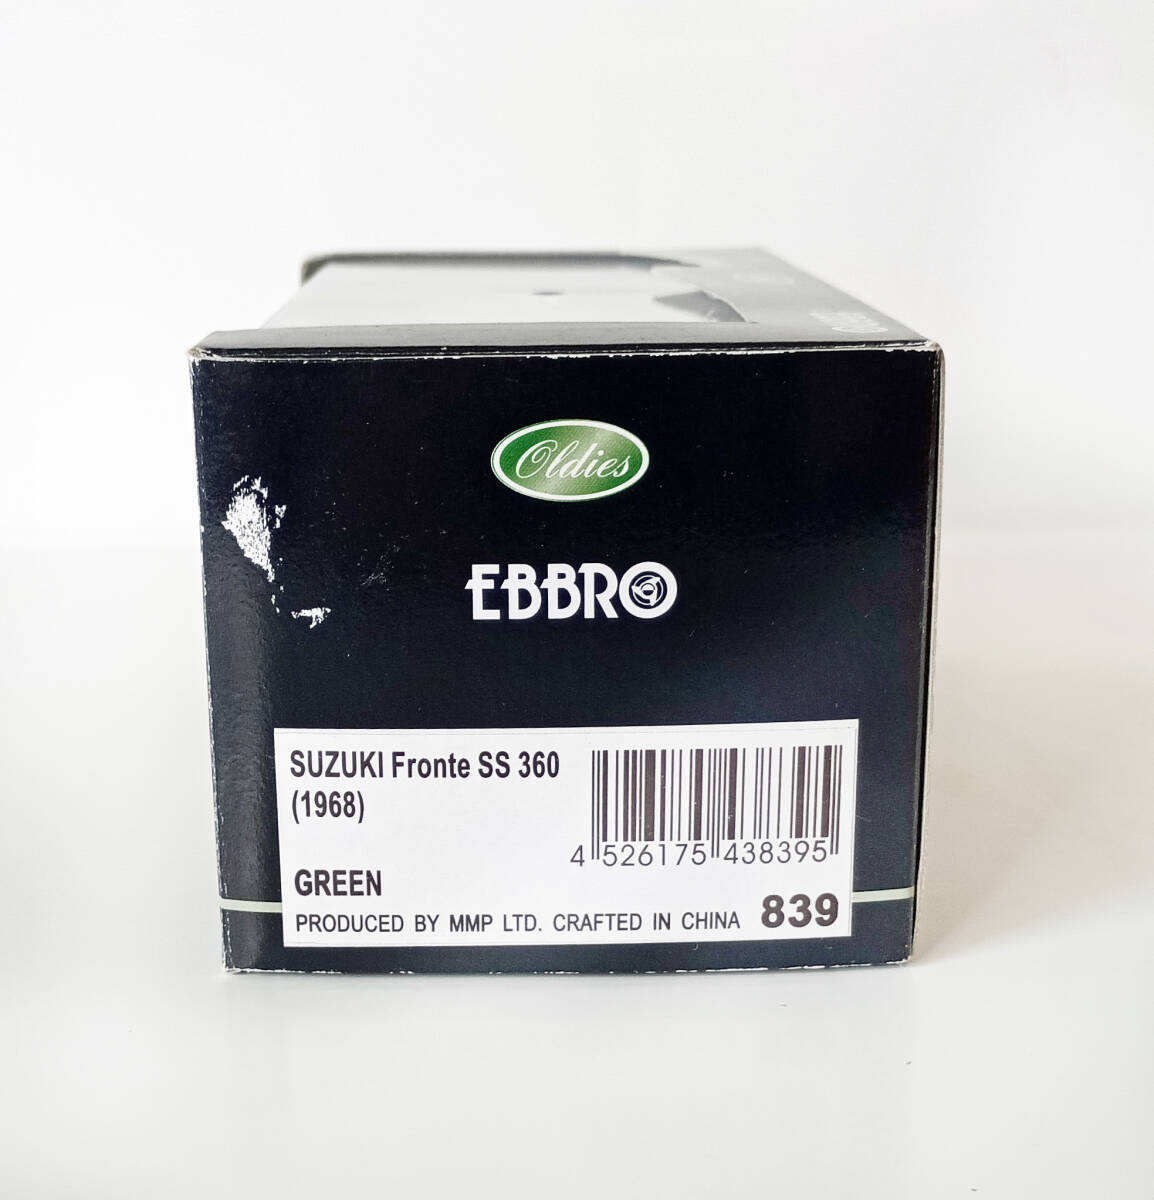 EBBRO
Oldies
EBBRO
SUZUKI Fronte SS 360
(1968)
4 526175 438395
GREEN
PRODUCED BY MMP LTD. CRAFTED IN CHINA 839